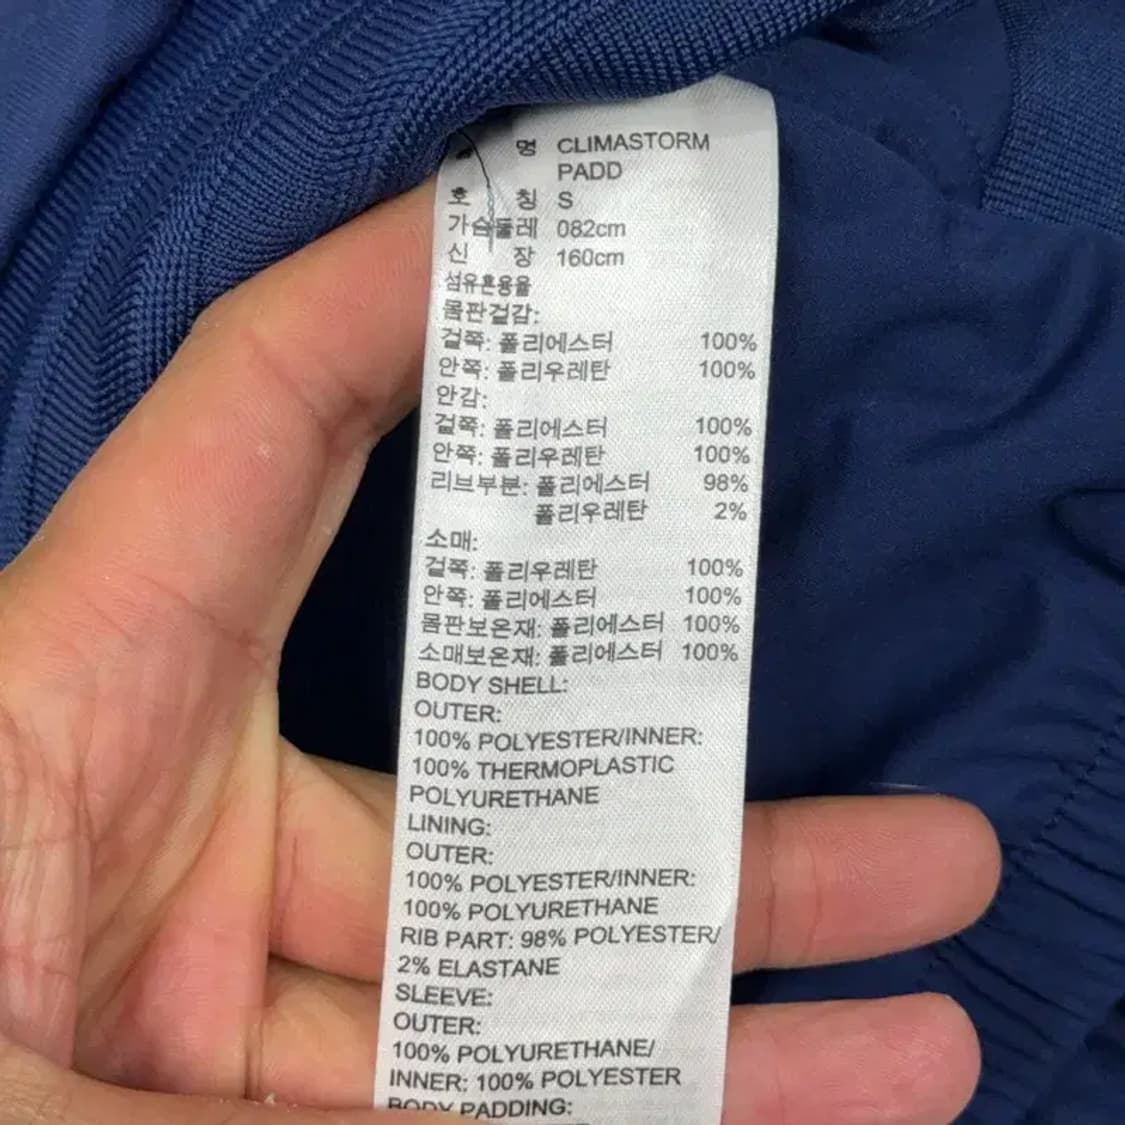 명 CLIMASTORM
PADD
호 칭 S
가슴둘레 082cm
신 장 160cm
섬유혼용율
몸판겉감:
겉쪽: 폴리에스터 100%
안쪽: 폴리우레탄 100%
안감:
겉쪽: 폴리에스터 100%
안쪽: 폴리우레탄 100%
리브부분: 폴리에스터 98%
폴리우레탄 2%
소매:
겉쪽: 폴리우레탄 100%
안쪽: 폴리에스터 100%
몸판보온재: 폴리에스터 100%
소매보온재: 폴리에스터 100%
BODY SHELL:
OUTER:
100% POLYESTER/INNER:
100% THERMOPLASTIC
POLYURETHANE
LINING:
OUTER:
100% POLYESTER/INNER:
100% POLYURETHANE
RIB PART: 98% POLYESTER/
2% ELASTANE
SLEEVE:
OUTER:
100% POLYURETHANE/
INNER: 100% POLYESTER
BODY PADDING: